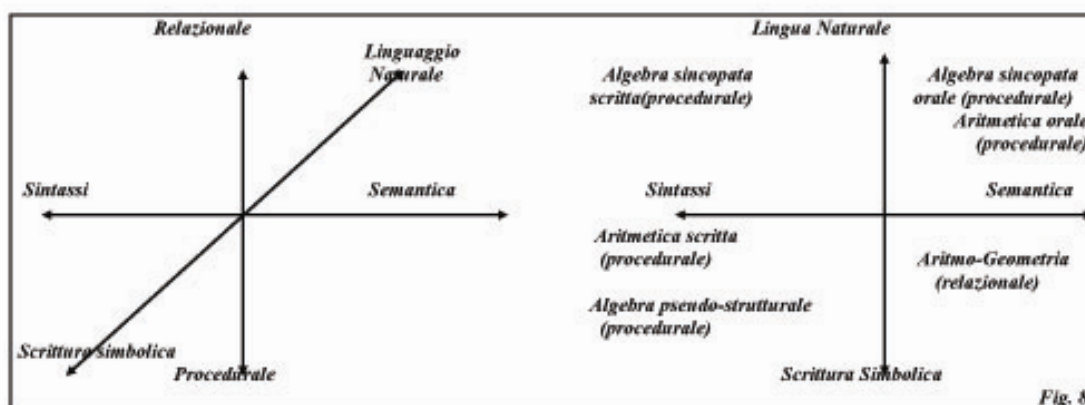 Relazionale
Linguaggio
Naturale
Sintassi
Semantica
Scrittura simbolica
Procedurale
Lingua Naturale
Algebra sincopata
scritta(procedurale)
Algebra sincopata
orale (procedurale)
Aritmetica orale
(procedurale)
Sintassi
Semantica
Aritmetica scritta
(procedurale)
Aritmo-Geometria
(relazionale)
Algebra pseudo-strutturale
(procedurale)
Scrittura Simbolica
Fig. 8